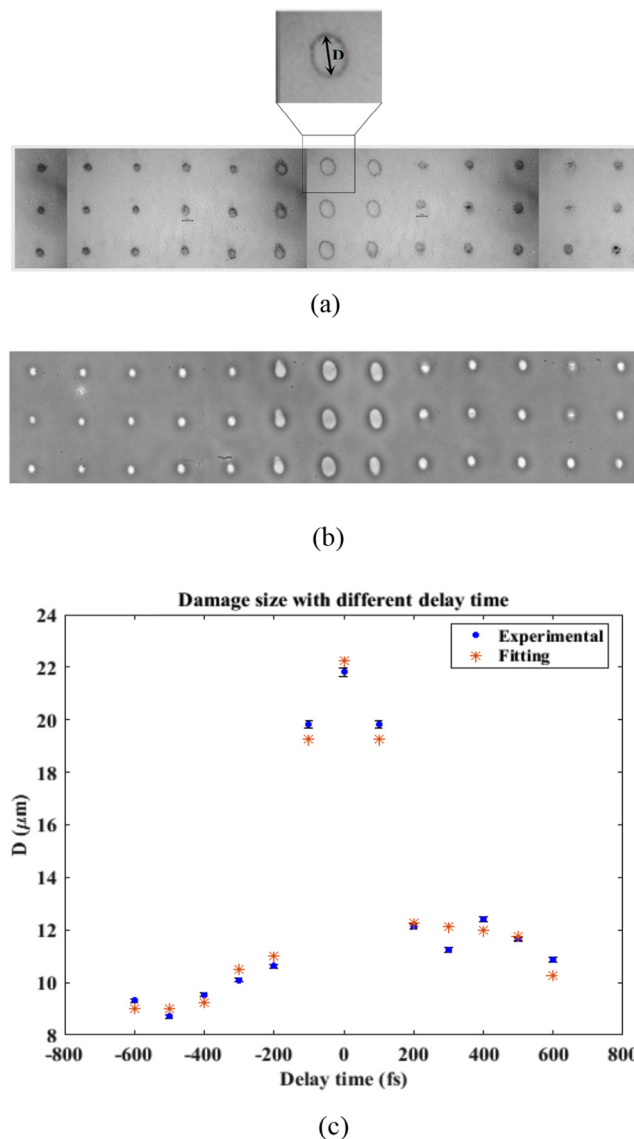 D
(a)
(b)
Damage size with different delay time
Experimental
Fitting
24
22
20
18
16
14
12
10
8
D (μm)
-800 -600 -400 -200 0 200 400 600 800
Delay time (fs)
(c)